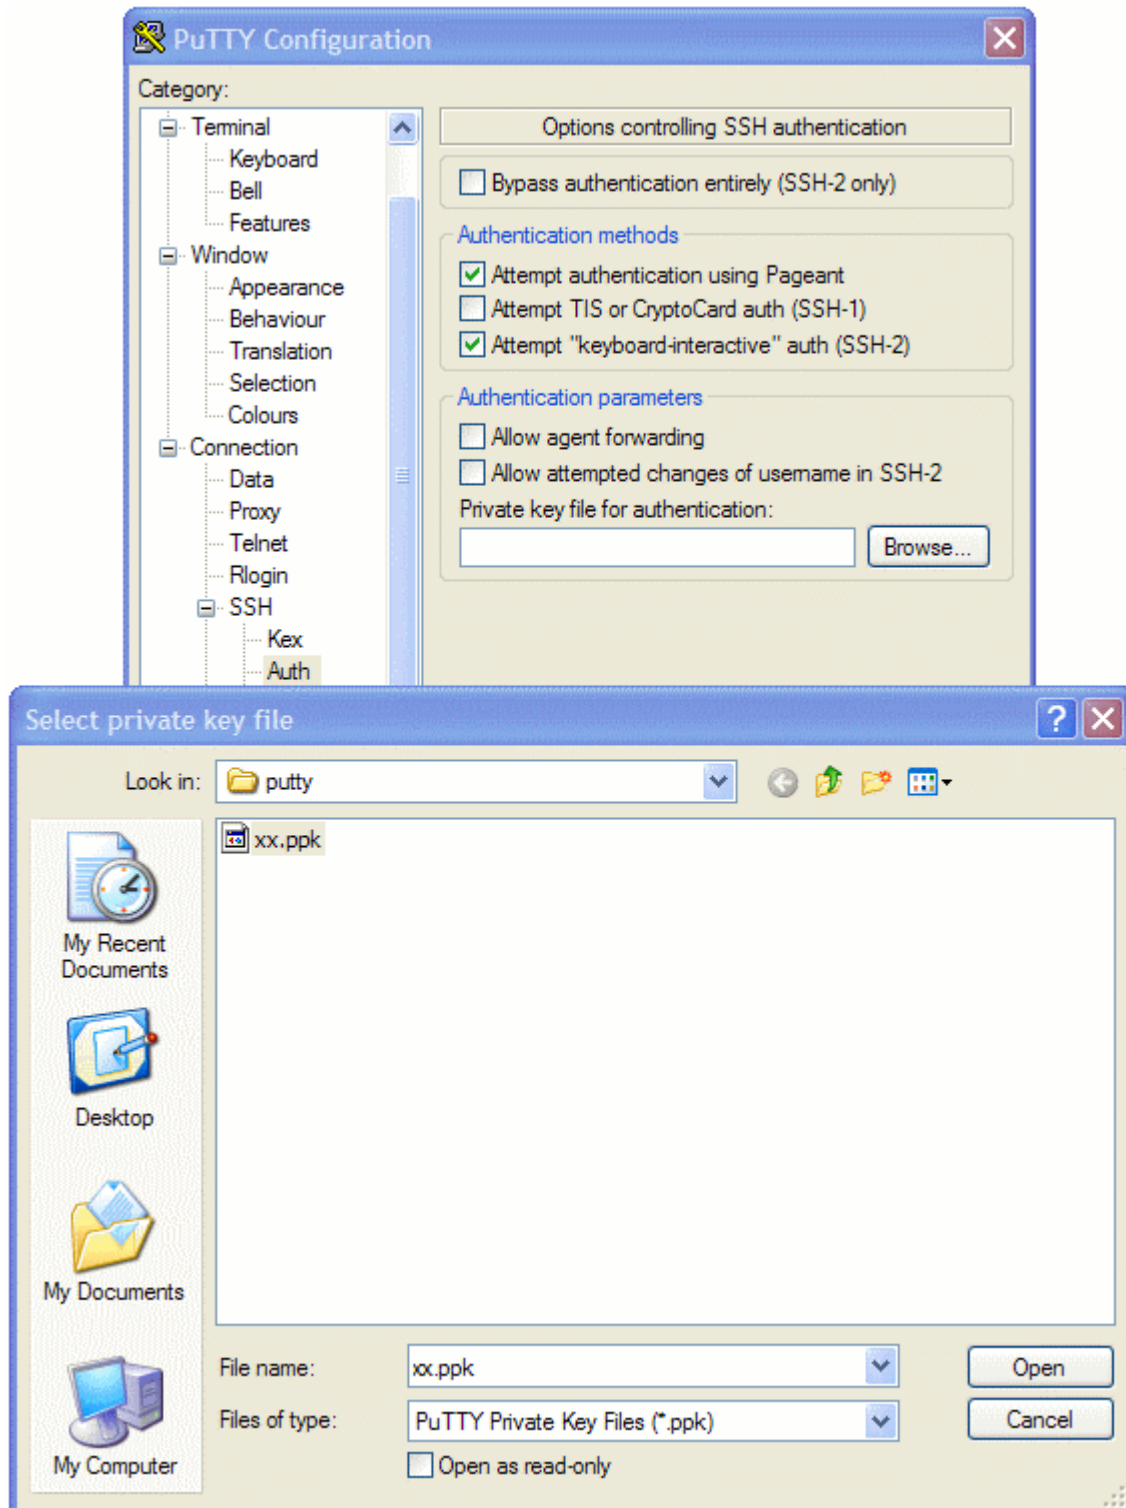 PuTTY Configuration
Category:
Terminal
Keyboard
Bell
Features
Window
Appearance
Behaviour
Translation
Selection
Colours
Connection
Data
Proxy
Telnet
Rlogin
SSH
Kex
Auth
Options controlling SSH authentication
Bypass authentication entirely (SSH-2 only)
Authentication methods
Attempt authentication using Pageant
Attempt TIS or CryptoCard auth (SSH-1)
Attempt "keyboard-interactive" auth (SSH-2)
Authentication parameters
Allow agent forwarding
Allow attempted changes of username in SSH-2
Private key file for authentication:
Browse...
Select private key file
?
Look in: putty
My Recent
Documents
Desktop
My Documents
My Computer
xx.ppk
File name: xx.ppk Open
Files of type: PuTTY Private Key Files (*.ppk) Cancel
Open as read-only